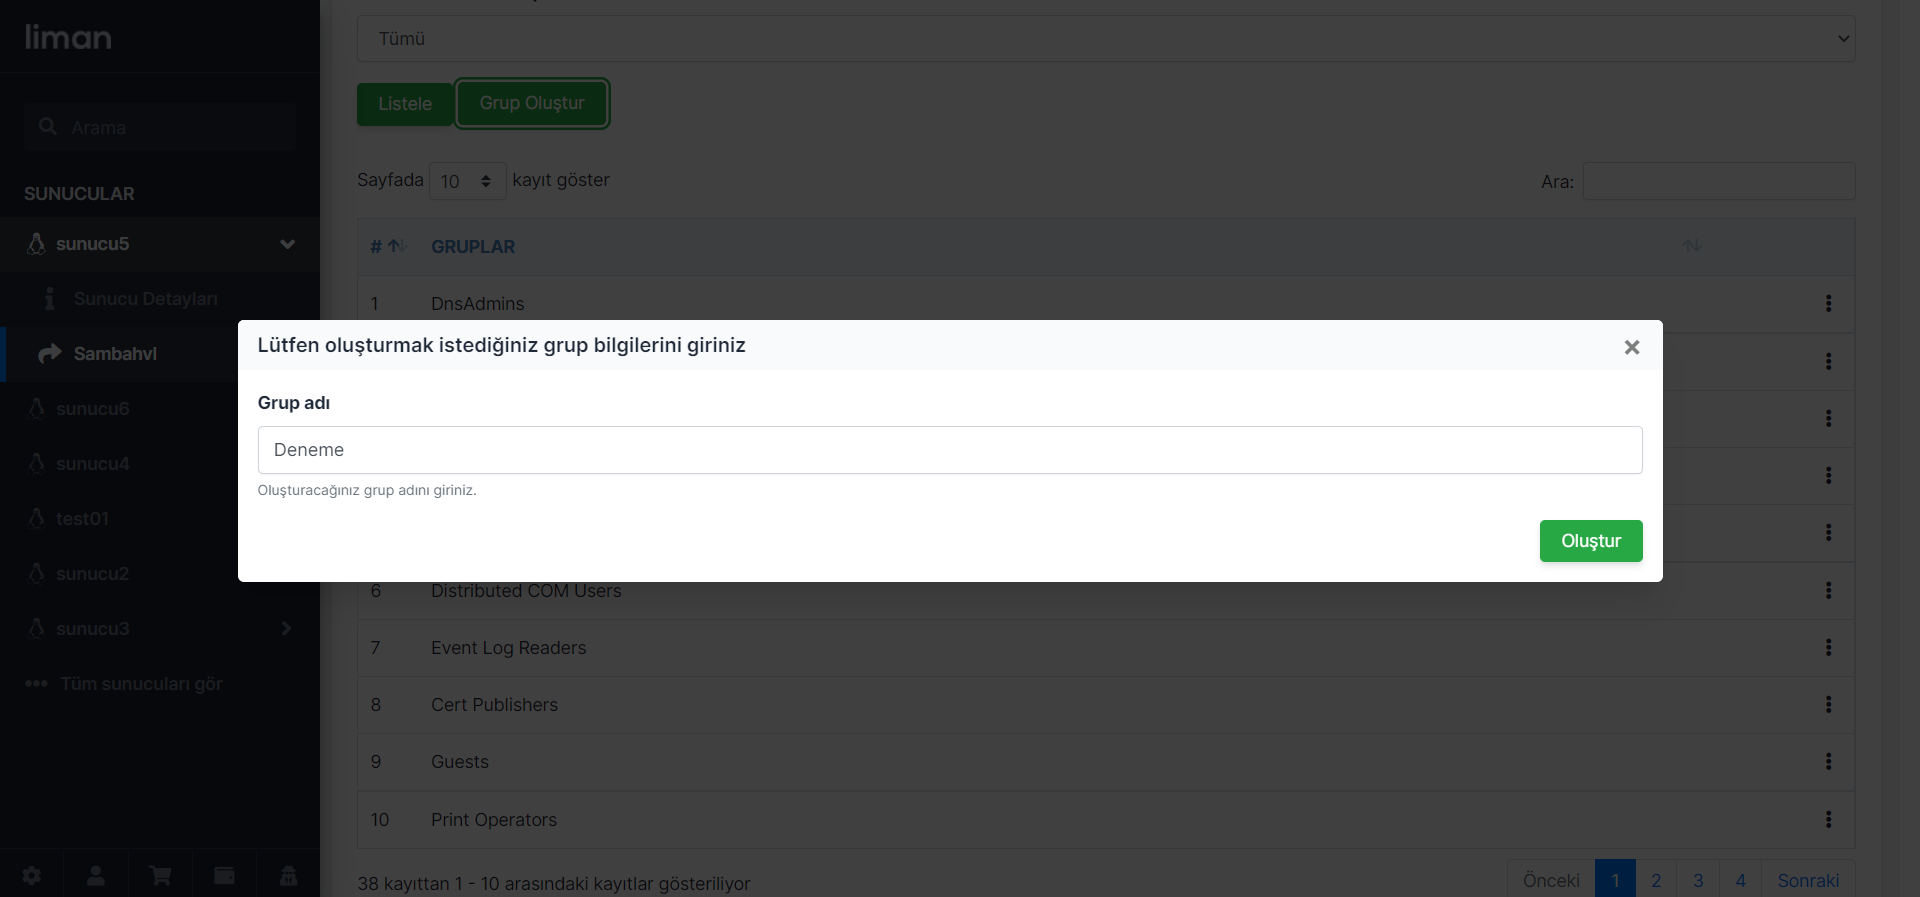 liman
Arama
SUNUCULAR
sunucu5
Sunucu Detayları
Sambahvl
sunucu6
sunucu4
test01
sunucu2
sunucu3
Tüm sunucuları gör
Tümü
Listele
Grup Oluştur
Sayfada 10 kayıt göster
Ara:
# GRUPLAR
1 DnsAdmins
Lütfen oluşturmak istediğiniz grup bilgilerini giriniz
Grup adı
Deneme
Oluşturacağınız grup adını giriniz.
Oluştur
6 Distributed COM Users
7 Event Log Readers
8 Cert Publishers
9 Guests
10 Print Operators
38 kayıttan 1 - 10 arasındaki kayıtlar gösteriliyor
Önceki 1 2 3 4 Sonraki